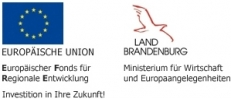 EUROPÄISCHE UNION
Europäischer Fonds für
Regionale Entwicklung
Investition in Ihre Zukunft!
LAND
BRANDENBURG
Ministerium für Wirtschaft
und Europaangelegenheiten